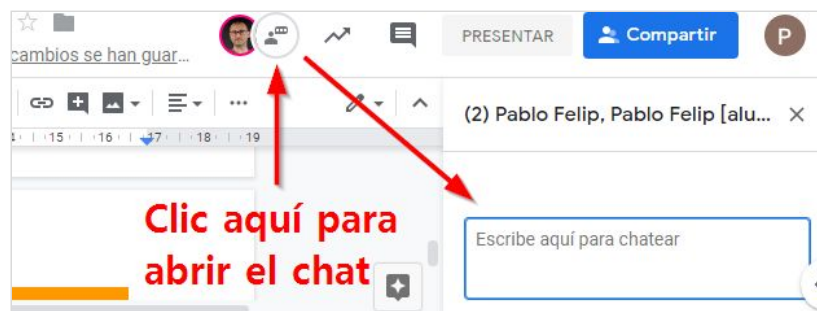 PRESENTAR
Compartir
P
cambios se han guar...
(2) Pablo Felip, Pablo Felip [alu...
15 16 17 18 19
Clic aquí para
abrir el chat
Escribe aquí para chatear